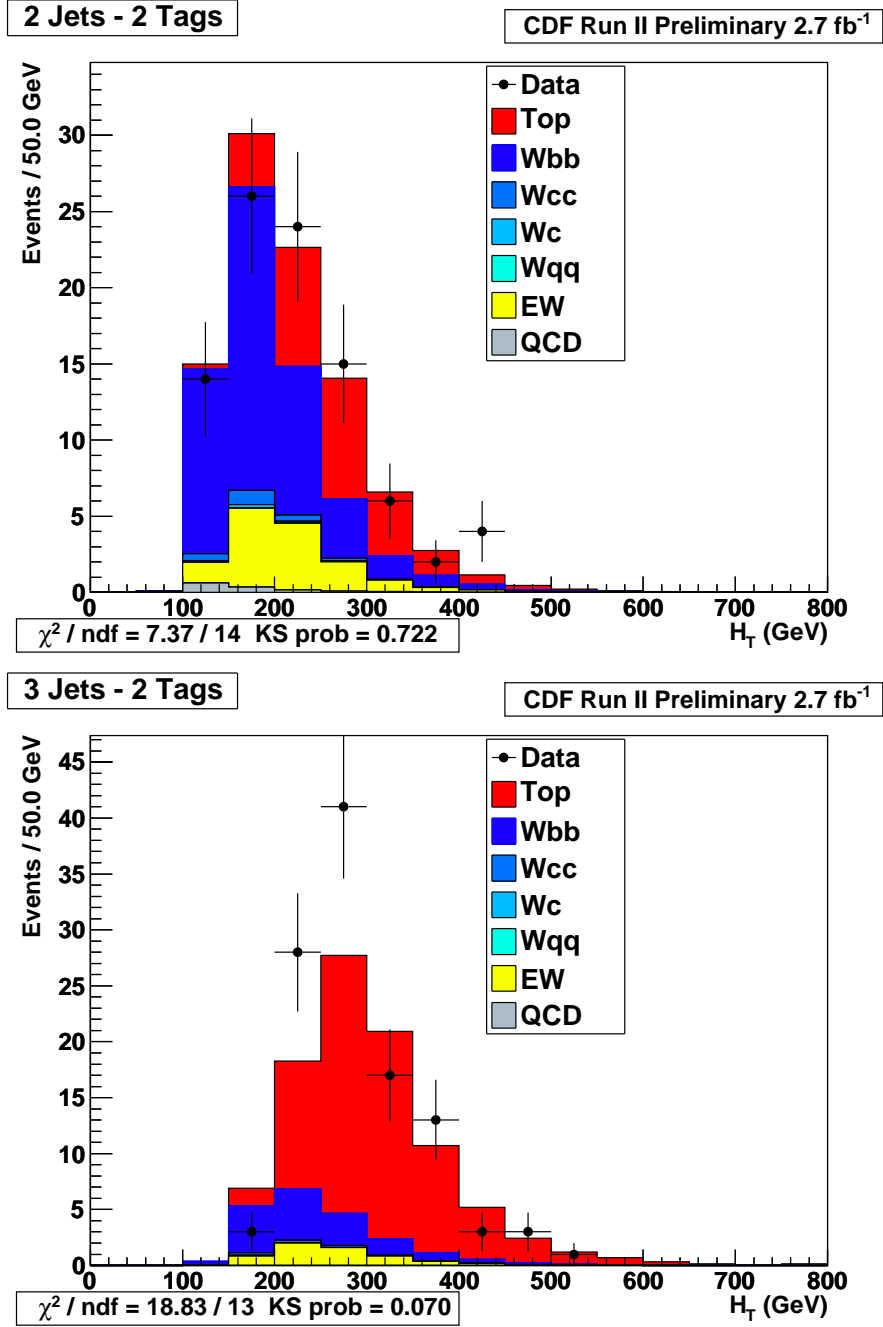 2 Jets - 2 Tags
CDF Run II Preliminary 2.7 fb⁻¹
Events / 50.0 GeV
30
25
20
15
10
5
0
Data
Top
Wbb
Wcc
Wc
Wqq
EW
QCD
0 100 200 300 400 500 600 700 800
H_T (GeV)
χ² / ndf = 7.37 / 14 KS prob = 0.722
3 Jets - 2 Tags
CDF Run II Preliminary 2.7 fb⁻¹
Events / 50.0 GeV
45
40
35
30
25
20
15
10
5
0
Data
Top
Wbb
Wcc
Wc
Wqq
EW
QCD
0 100 200 300 400 500 600 700 800
H_T (GeV)
χ² / ndf = 18.83 / 13 KS prob = 0.070